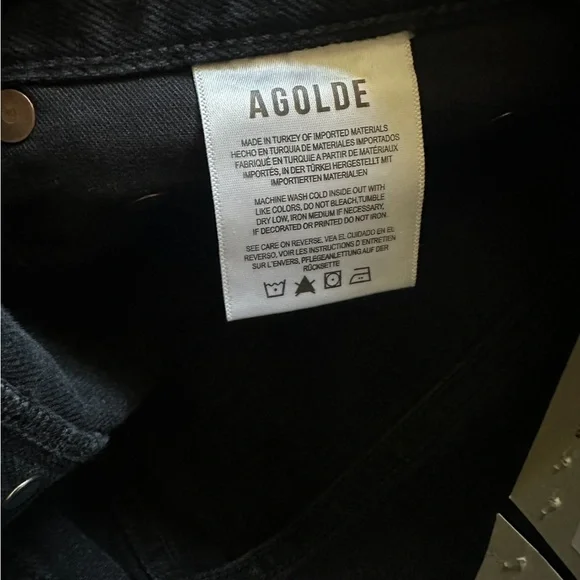 AGOLDE
MADE IN TURKEY OF IMPORTED MATERIALS
HECHO EN TURQUIA DE MATERIALES IMPORTADOS
FABRIQUÉ EN TURQUIE A PARTIR DE MATÉRIAUX
IMPORTÉS, IN DER TÜRKEI HERGESTELLT MIT
IMPORTIERTEN MATERIALIEN
MACHINE WASH COLD INSIDE OUT WITH
LIKE COLORS, DO NOT BLEACH, TUMBLE
DRY LOW, IRON MEDIUM IF NECESSARY,
IF DECORATED OR PRINTED DO NOT IRON.
SEE CARE ON REVERSE, VEA EL CUIDADO EN EL
REVERSO, VOIR LES INSTRUCTIONS D'ENTRETIEN
SUR L'ENVERS, PFLEGEANLEITUNG AUF DER
RÜCKSETTE